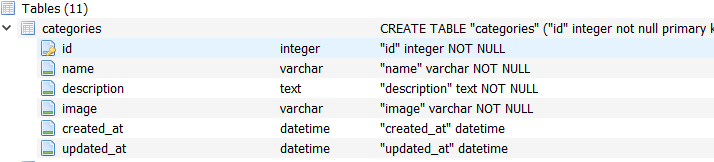 Tables (11)
categories CREATE TABLE "categories" ("id" integer not null primary k
id integer "id" integer NOT NULL
name varchar "name" varchar NOT NULL
description text "description" text NOT NULL
image varchar "image" varchar NOT NULL
created_at datetime "created_at" datetime
updated_at datetime "updated_at" datetime